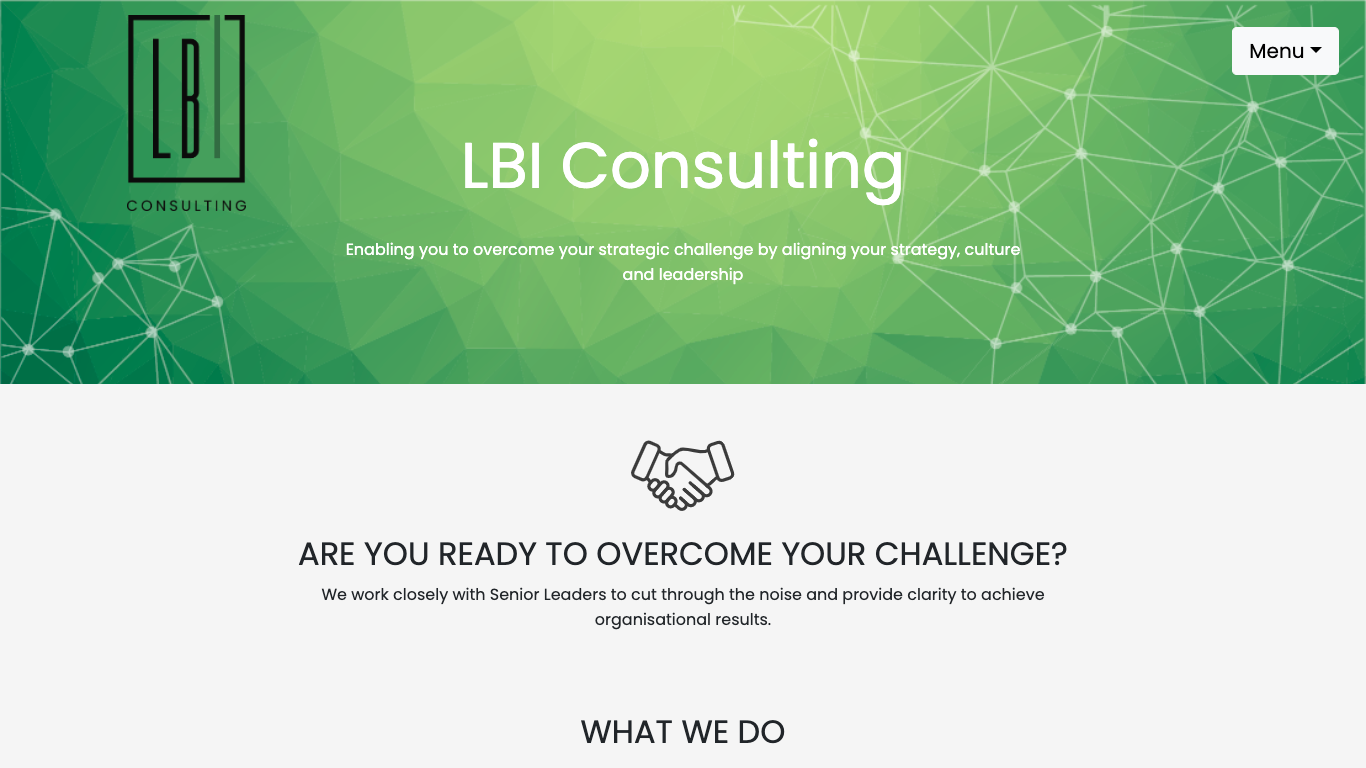 LBI
CONSULTING
Menu
LBI Consulting
Enabling you to overcome your strategic challenge by aligning your strategy, culture
and leadership
ARE YOU READY TO OVERCOME YOUR CHALLENGE?
We work closely with Senior Leaders to cut through the noise and provide clarity to achieve
organisational results.
WHAT WE DO